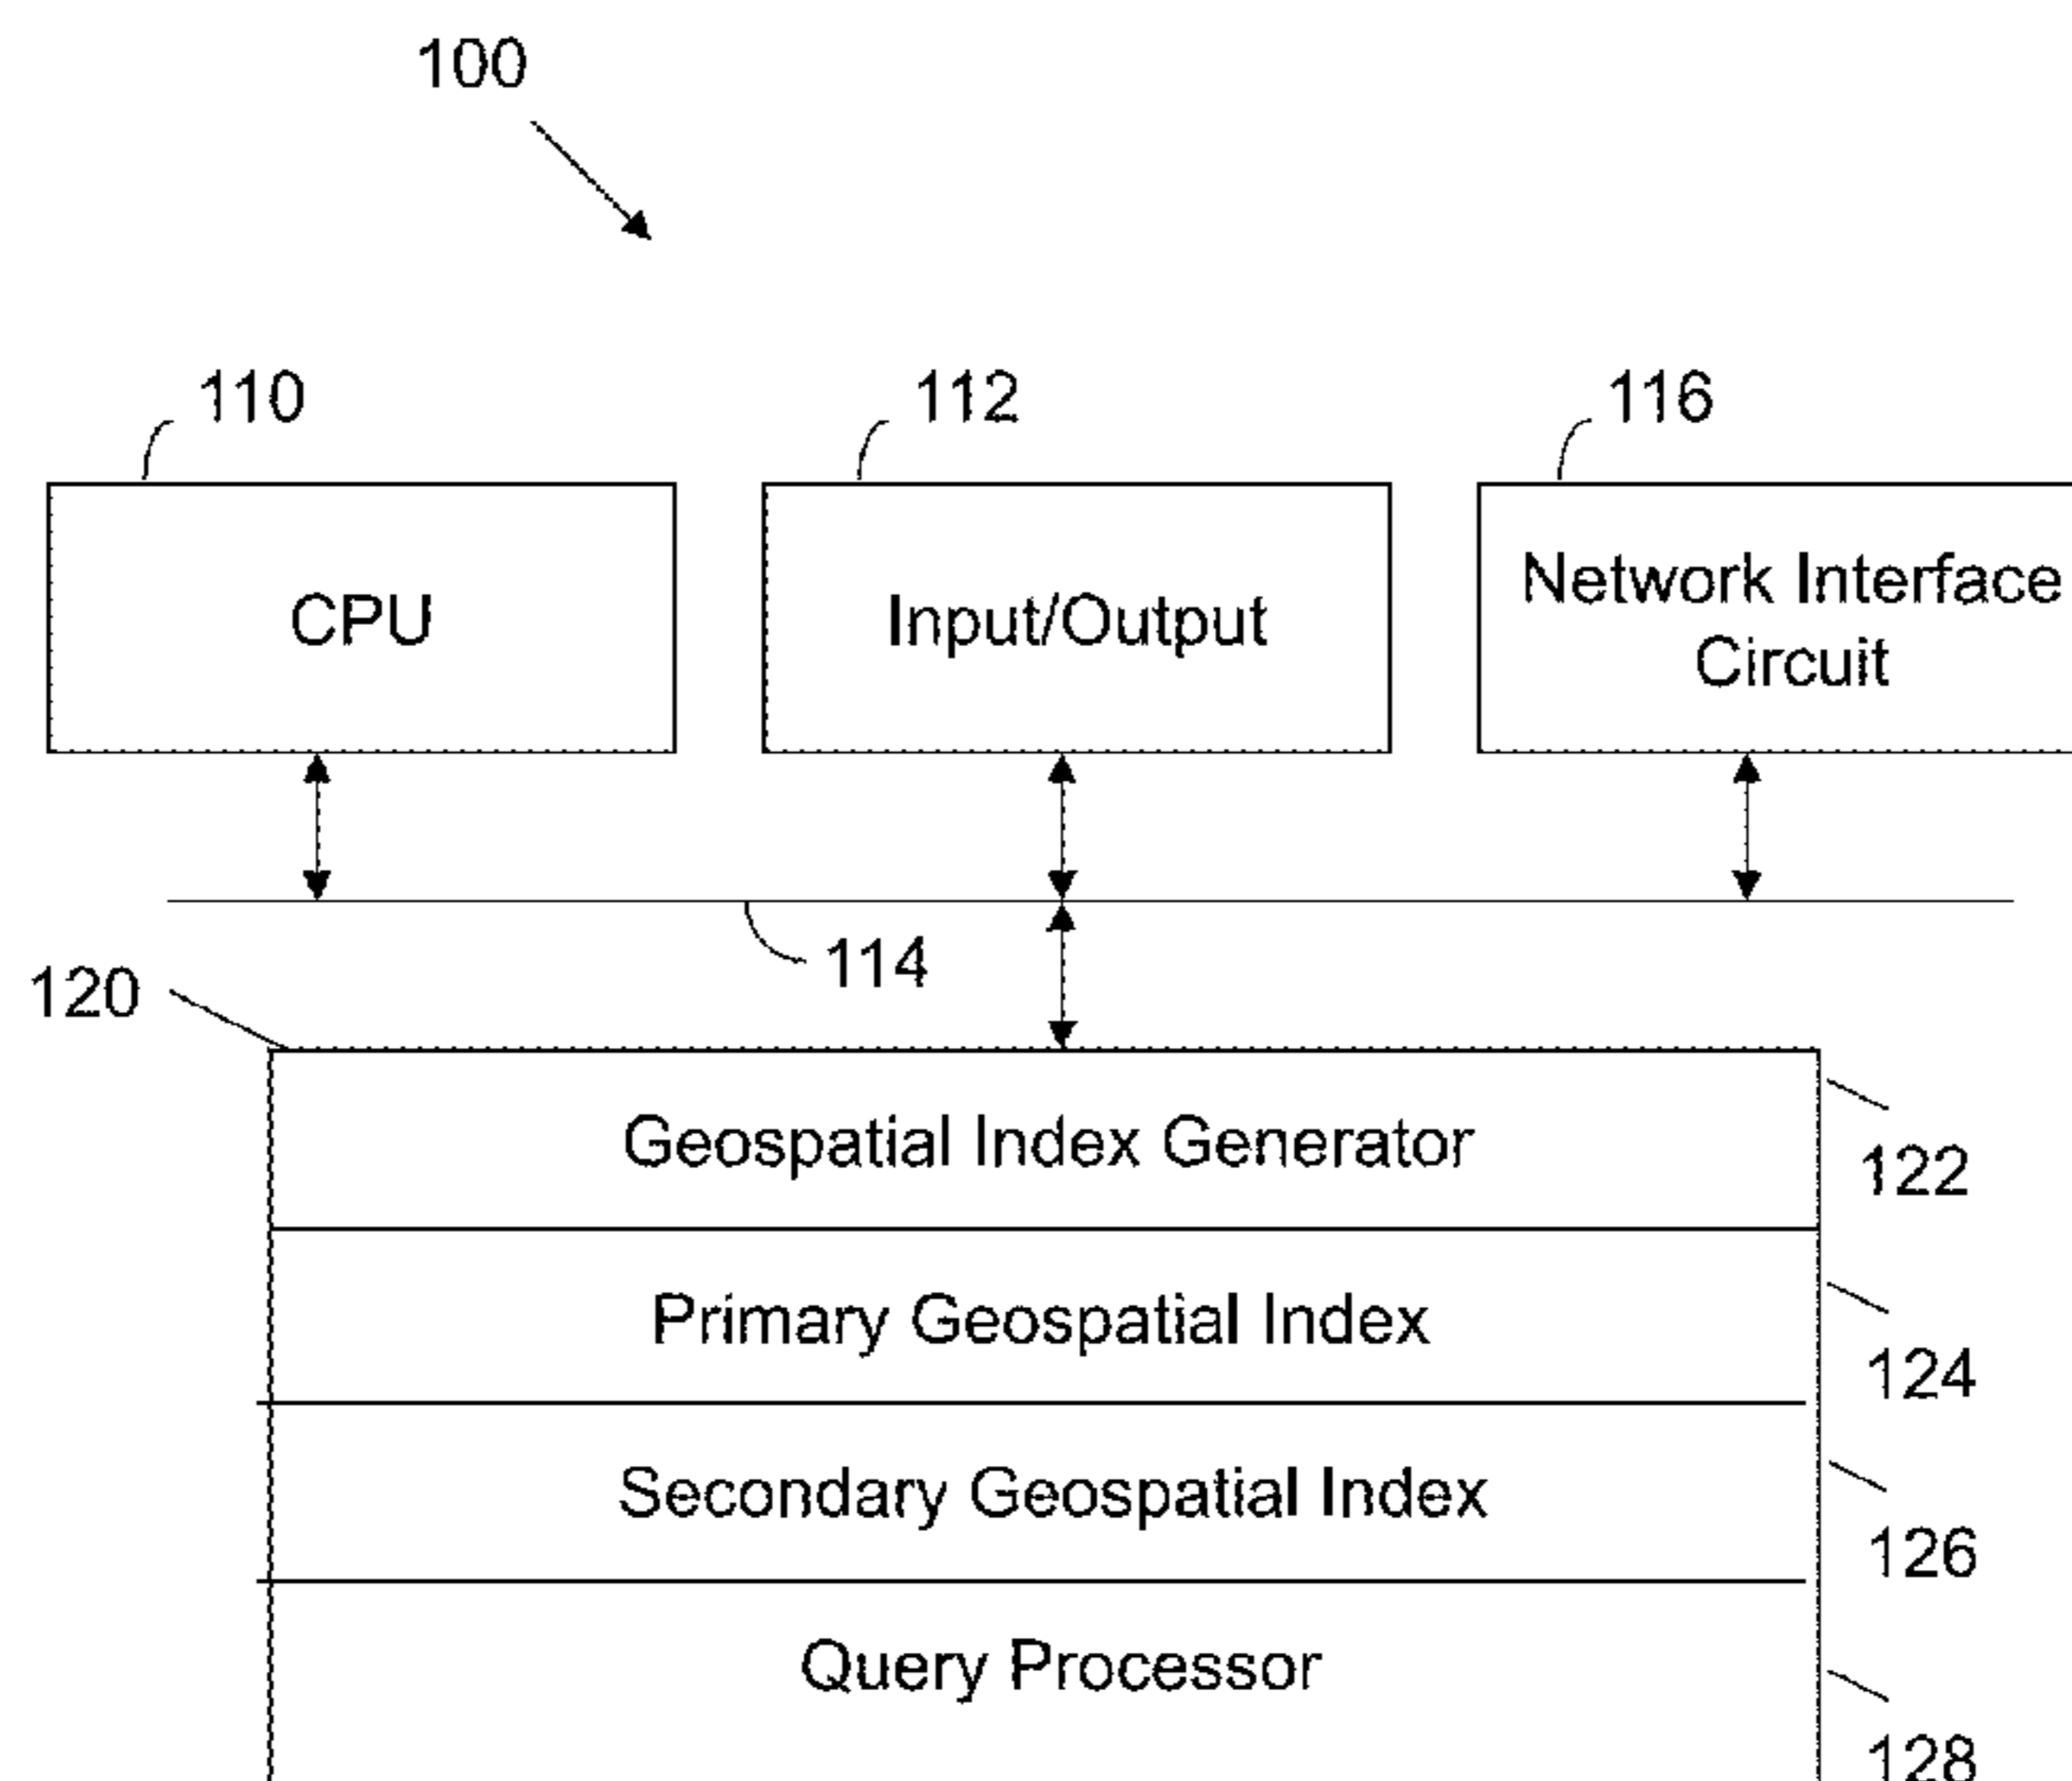 100
110
112
116
CPU
Input/Output
Network Interface
Circuit
114
120
Geospatial Index Generator
122
Primary Geospatial Index
124
Secondary Geospatial Index
126
Query Processor
128